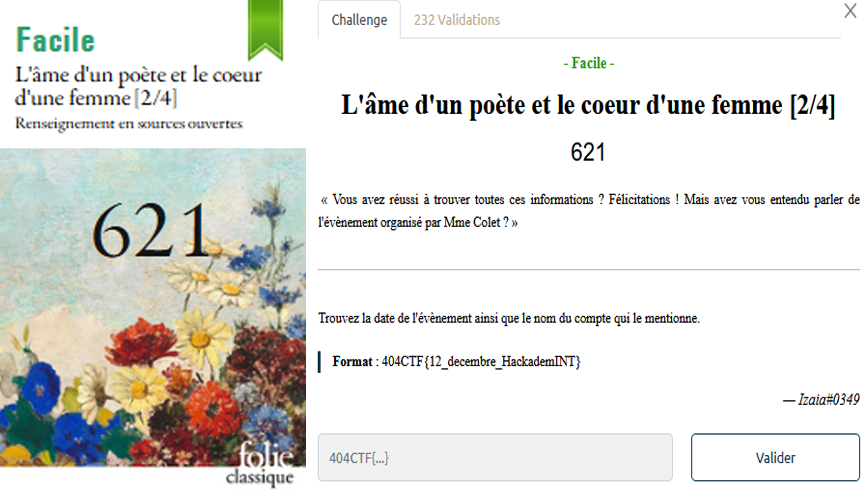 Facile
L'âme d'un poète et le coeur
d'une femme [2/4]
Renseignement en sources ouvertes
621
folie
classique
Challenge
232 Validations
X
- Facile -
L'âme d'un poète et le coeur d'une femme [2/4]
621
« Vous avez réussi à trouver toutes ces informations ? Félicitations ! Mais avez vous entendu parler de
l'évènement organisé par Mme Colet ? »
Trouvez la date de l'évènement ainsi que le nom du compte qui le mentionne.
Format : 404CTF{12_decembre_HackademINT}
— Izaia#0349
404CTF{...}
Valider